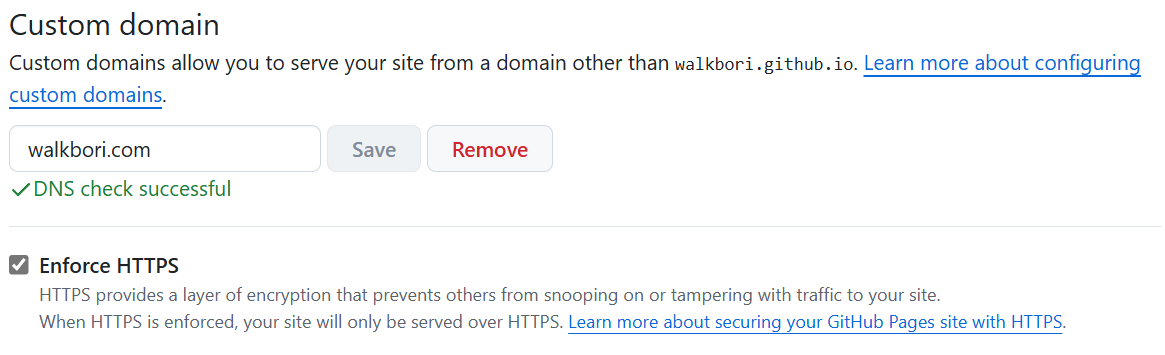 Custom domain
Custom domains allow you to serve your site from a domain other than walkbori.github.io. Learn more about configuring
custom domains.
walkbori.com Save Remove
DNS check successful
Enforce HTTPS
HTTPS provides a layer of encryption that prevents others from snooping on or tampering with traffic to your site.
When HTTPS is enforced, your site will only be served over HTTPS. Learn more about securing your GitHub Pages site with HTTPS.